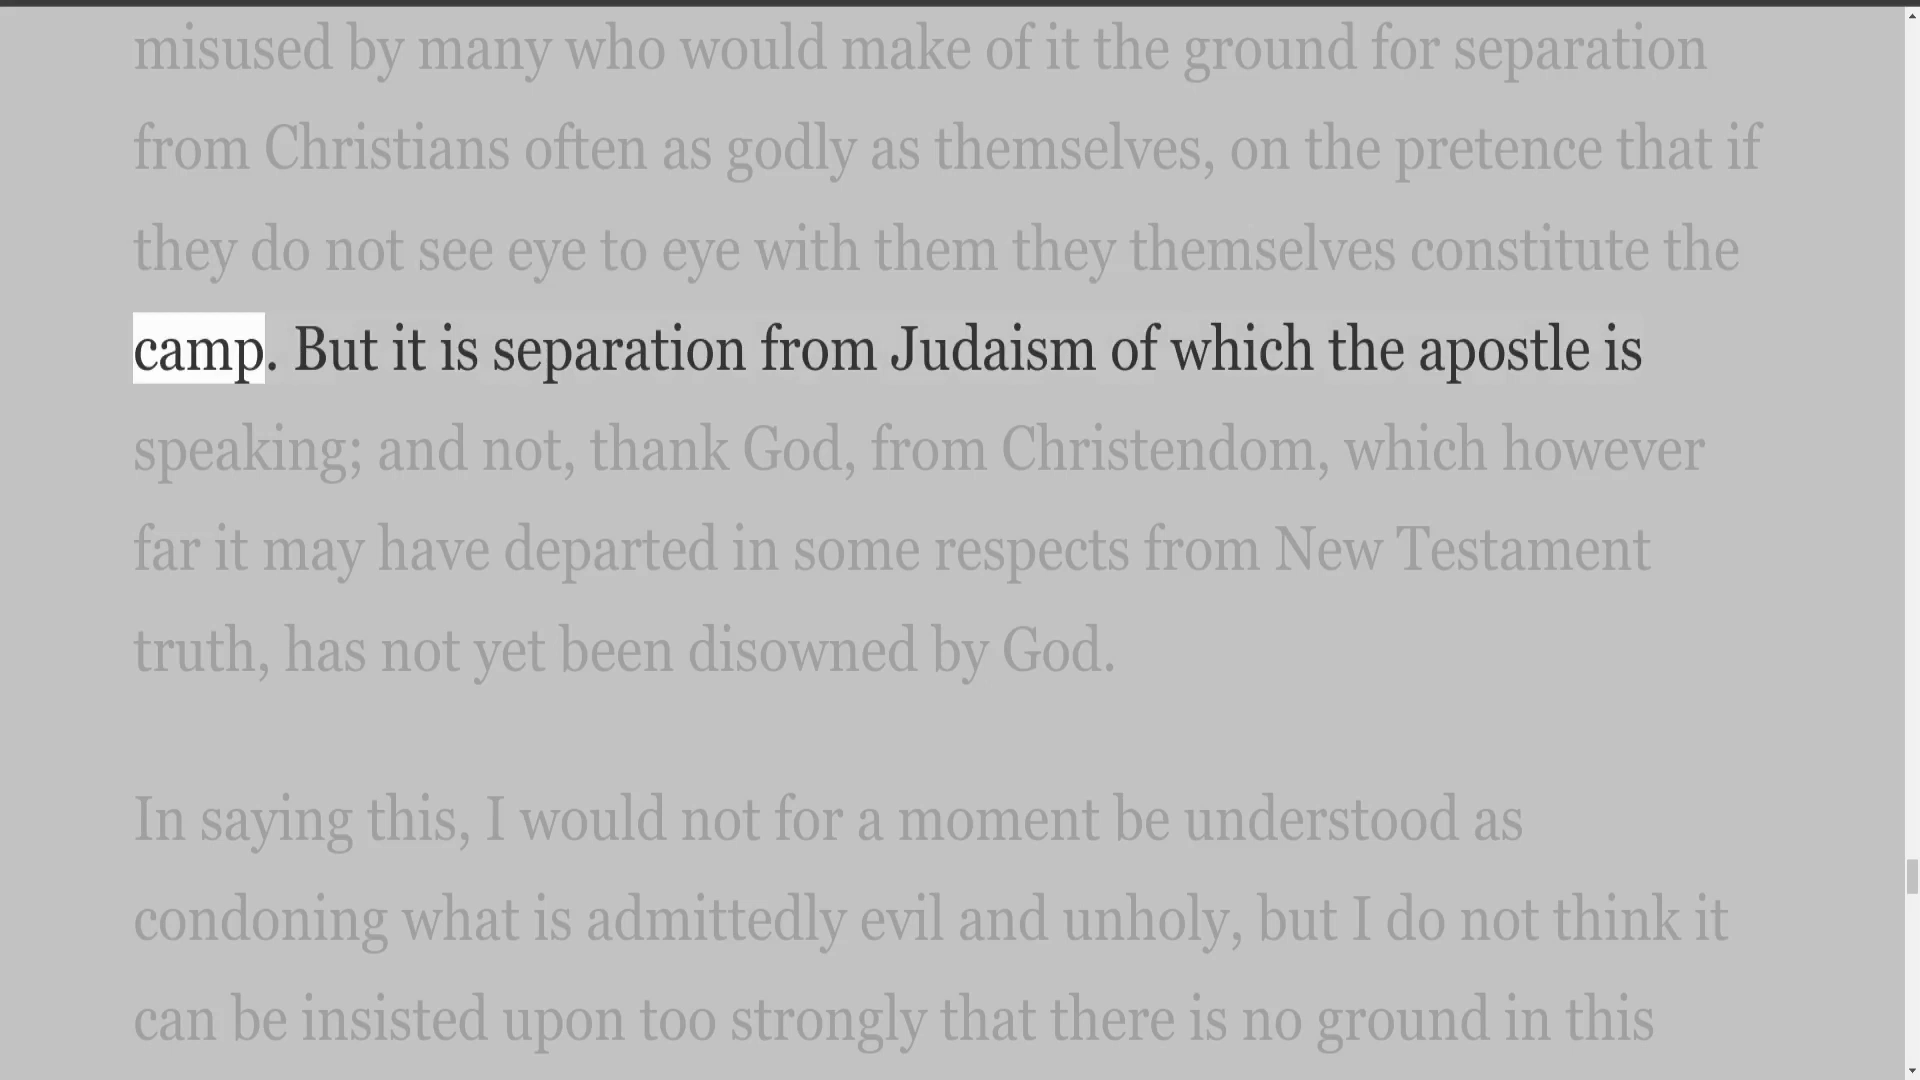 misused by many who would make of it the ground for separation
from Christians often as godly as themselves, on the pretence that if
they do not see eye to eye with them they themselves constitute the
camp. But it is separation from Judaism of which the apostle is
speaking; and not, thank God, from Christendom, which however
far it may have departed in some respects from New Testament
truth, has not yet been disowned by God.
In saying this, I would not for a moment be understood as
condoning what is admittedly evil and unholy, but I do not think it
can be insisted upon too strongly that there is no ground in this